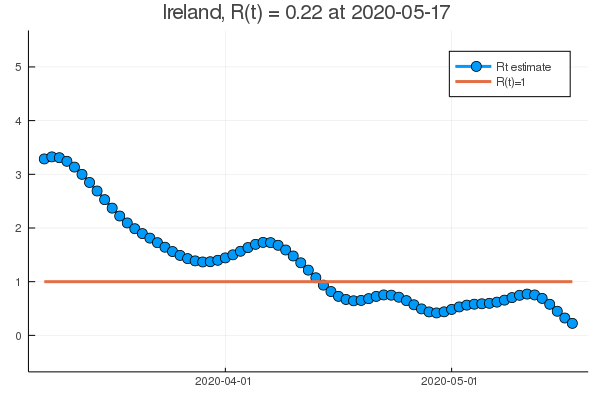 Ireland, R(t) = 0.22 at 2020-05-17
5
Rt estimate
R(t)=1
4
3
2
1
0
2020-04-01
2020-05-01